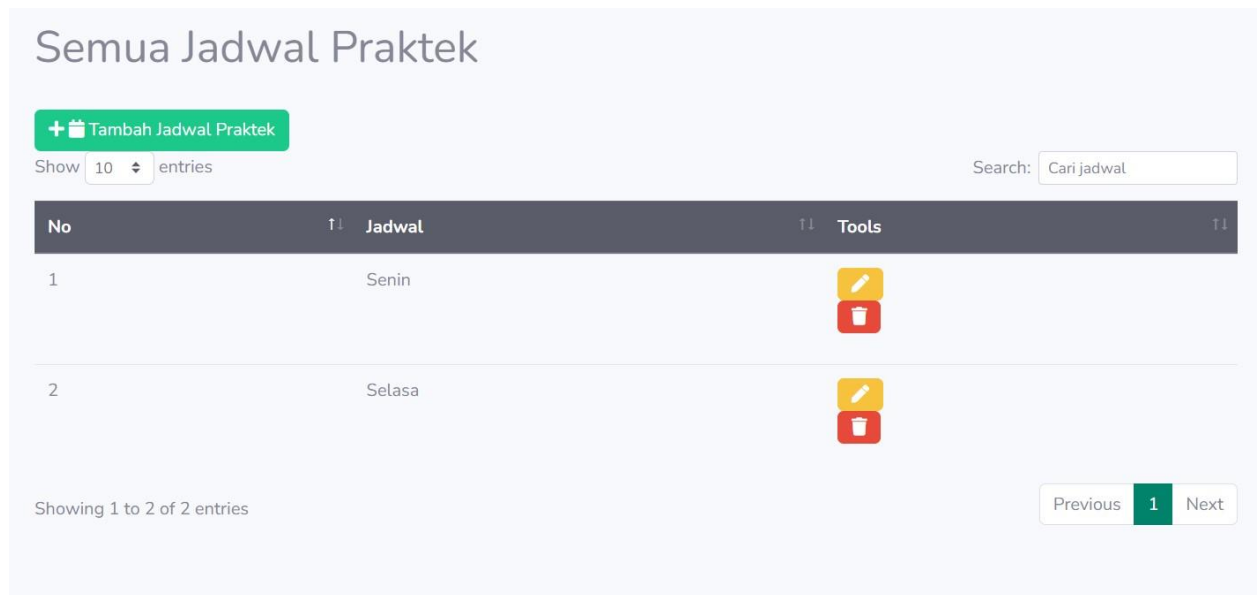 Semua Jadwal Praktek
Tambah Jadwal Praktek
Show 10 entries
Search: Cari jadwal
No Jadwal Tools
1 Senin
2 Selasa
Showing 1 to 2 of 2 entries
Previous 1 Next